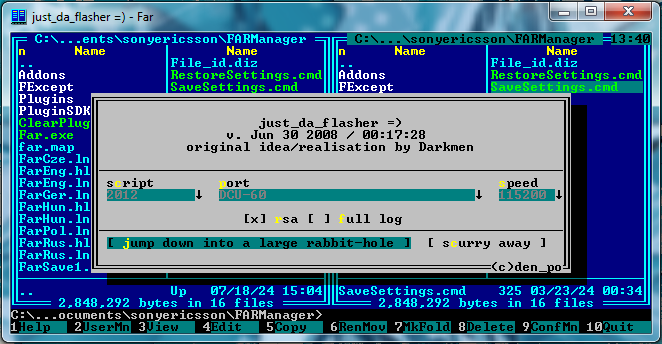 just_da_flasher =) - Far
C:\...ents\sonyericsson\FARManager
C:\...\sonyericsson\FARManager
13:40
n Name Name
n Name Name
.. File_id.diz
.. File_id.diz
Addons RestoreSettings.cmd
Addons RestoreSettings.cmd
FExcept SaveSettings.cmd
FExcept SaveSettings.cmd
Plugins
PluginSDK
ClearPlug
Far.exe
far.map
FarCze.ln
FarEng.hl
FarEng.ln
FarGer.ln
FarHun.hl
FarHun.ln
FarPol.ln
FarRus.hl
FarRus.ln
FarSave1.
just_da_flasher =)
v. Jun 30 2008 / 00:17:28
original idea/realisation by Darkmen
script port speed
2012 DCU-60 115200
[x] rsa [ ] full log
[ jump down into a large rabbit-hole ] [ scurry away ]
(c)den_po
.. Up 07/18/24 15:04
SaveSettings.cmd 325 03/23/24 00:34
2,848,292 bytes in 16 files
2,848,292 bytes in 16 files
C:\...ocuments\sonyericsson\FARManager>
1Help 2UserMn 3View 4Edit 5Copy 6RenMov 7MkFold 8Delete 9ConfMn 10Quit